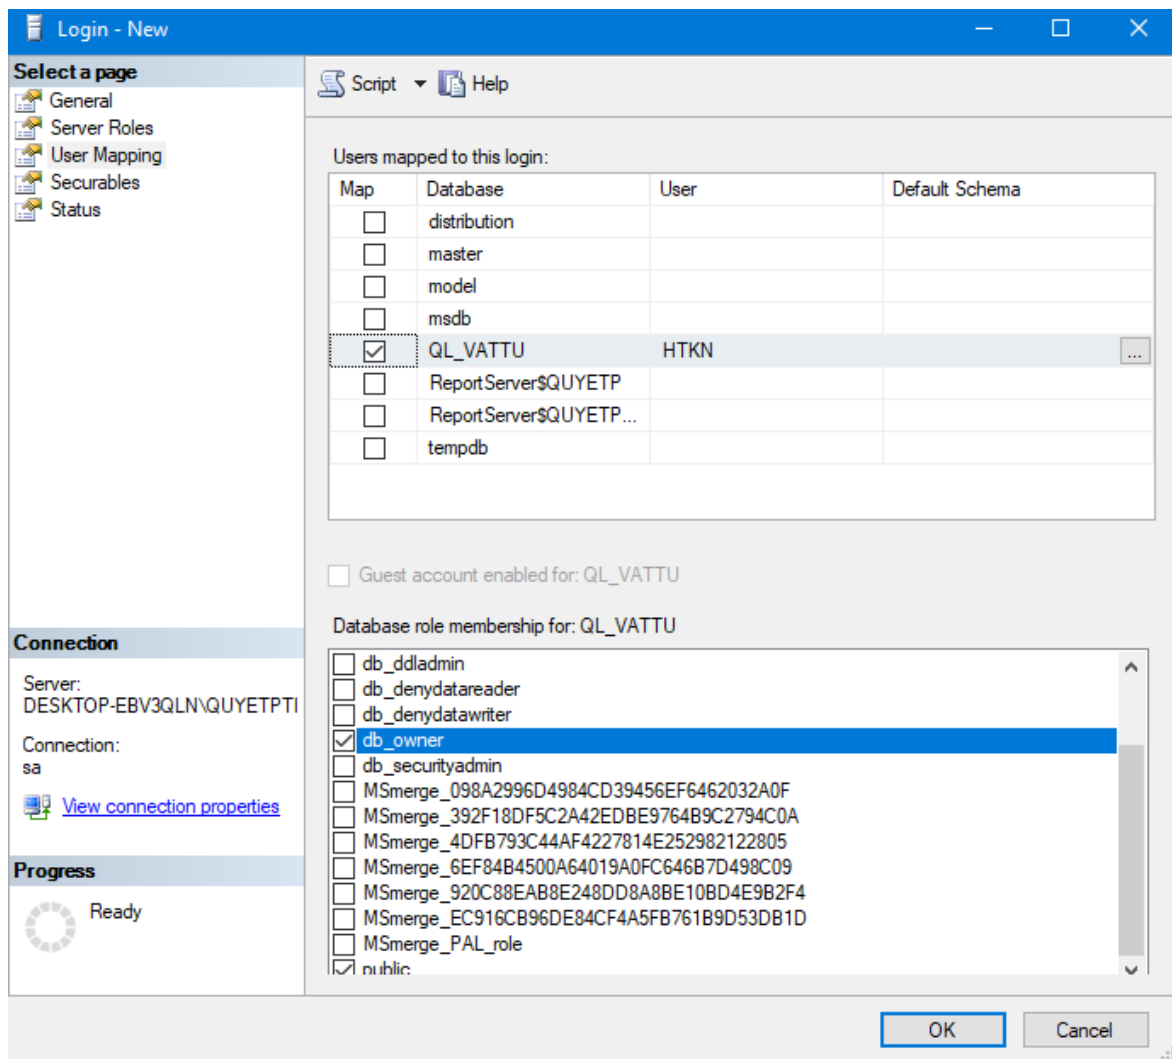 Login - New
Select a page
General
Server Roles
User Mapping
Securables
Status
Script Help
Users mapped to this login:
Map Database User Default Schema
distribution
master
model
msdb
QL_VATTU HTKN ...
ReportServer$QUYETP
ReportServer$QUYETP...
tempdb
Guest account enabled for: QL_VATTU
Database role membership for: QL_VATTU
db_ddladmin
db_denydatareader
db_denydatawriter
db_owner
db_securityadmin
MSmerge_098A2996D4984CD39456EF6462032A0F
MSmerge_392F18DF5C2A42EDBE9764B9C2794C0A
MSmerge_4DFB793C44AF4227814E252982122805
MSmerge_6EF84B4500A64019A0FC646B7D498C09
MSmerge_920C88EAB8E248DD8A8BE10BD4E9B2F4
MSmerge_EC916CB96DE84CF4A5FB761B9D53DB1D
MSmerge_PAL_role
public
Connection
Server:
DESKTOP-EBV3QLN\QUYETPTI
Connection:
sa
View connection properties
Progress
Ready
OK Cancel